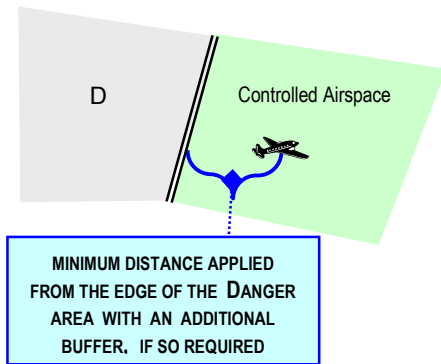 D
Controlled Airspace
MINIMUM DISTANCE APPLIED
FROM THE EDGE OF THE DANGER
AREA WITH AN ADDITIONAL
BUFFER, IF SO REQUIRED